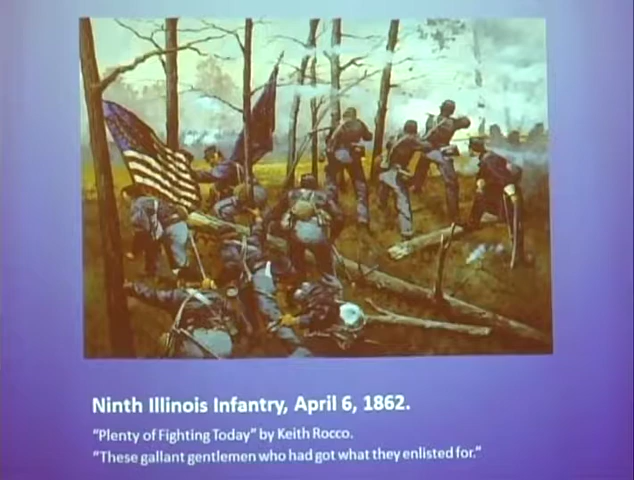 Ninth Illinois Infantry, April 6, 1862.
"Plenty of Fighting Today" by Keith Rocco.
"These gallant gentlemen who had got what they enlisted for."